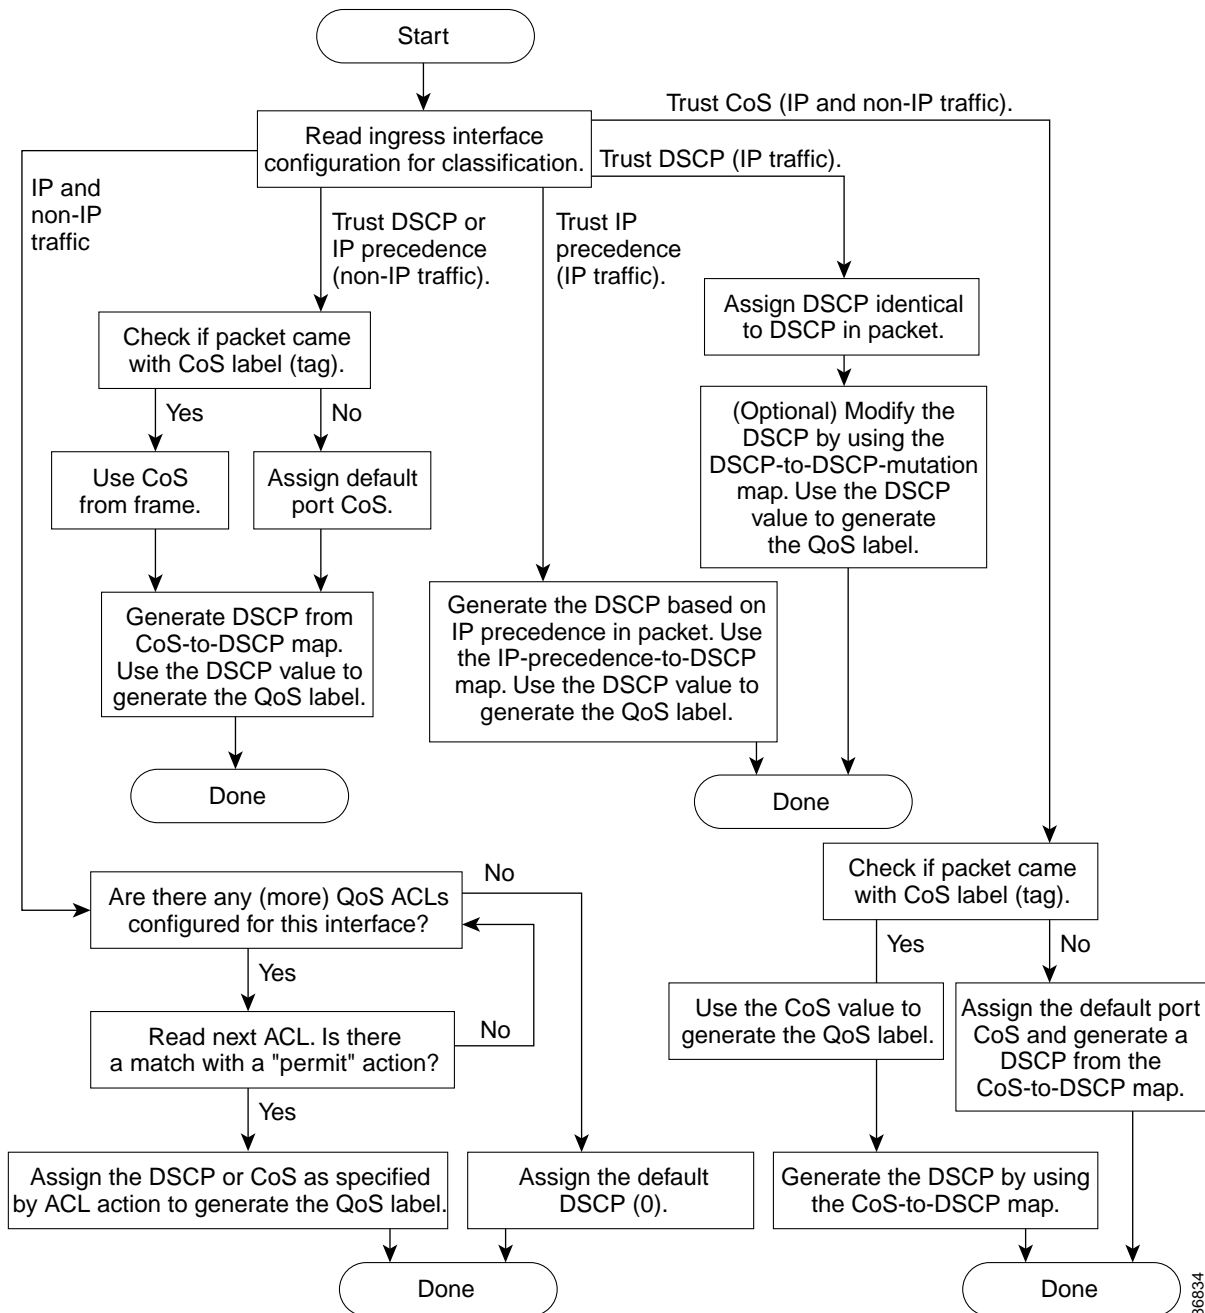 Start
Trust CoS (IP and non-IP traffic).
Read ingress interface
configuration for classification.
Trust DSCP (IP traffic).
IP and
non-IP
traffic
Trust DSCP or
IP precedence
(non-IP traffic).
Trust IP
precedence
(IP traffic).
Assign DSCP identical
to DSCP in packet.
Check if packet came
with CoS label (tag).
Yes
No
(Optional) Modify the
DSCP by using the
DSCP-to-DSCP-mutation
map. Use the DSCP
value to generate
the QoS label.
Use CoS
from frame.
Assign default
port CoS.
Generate DSCP from
CoS-to-DSCP map.
Use the DSCP value to
generate the QoS label.
Generate the DSCP based on
IP precedence in packet. Use
the IP-precedence-to-DSCP
map. Use the DSCP value to
generate the QoS label.
Done
Done
Are there any (more) QoS ACLs
configured for this interface?
No
Check if packet came
with CoS label (tag).
Yes
Yes
No
Read next ACL. Is there
a match with a "permit" action?
No
Use the CoS value to
generate the QoS label.
Assign the default port
CoS and generate a
DSCP from the
CoS-to-DSCP map.
Yes
Assign the DSCP or CoS as specified
by ACL action to generate the QoS label.
Assign the default
DSCP (0).
Generate the DSCP by using
the CoS-to-DSCP map.
Done
Done
86834